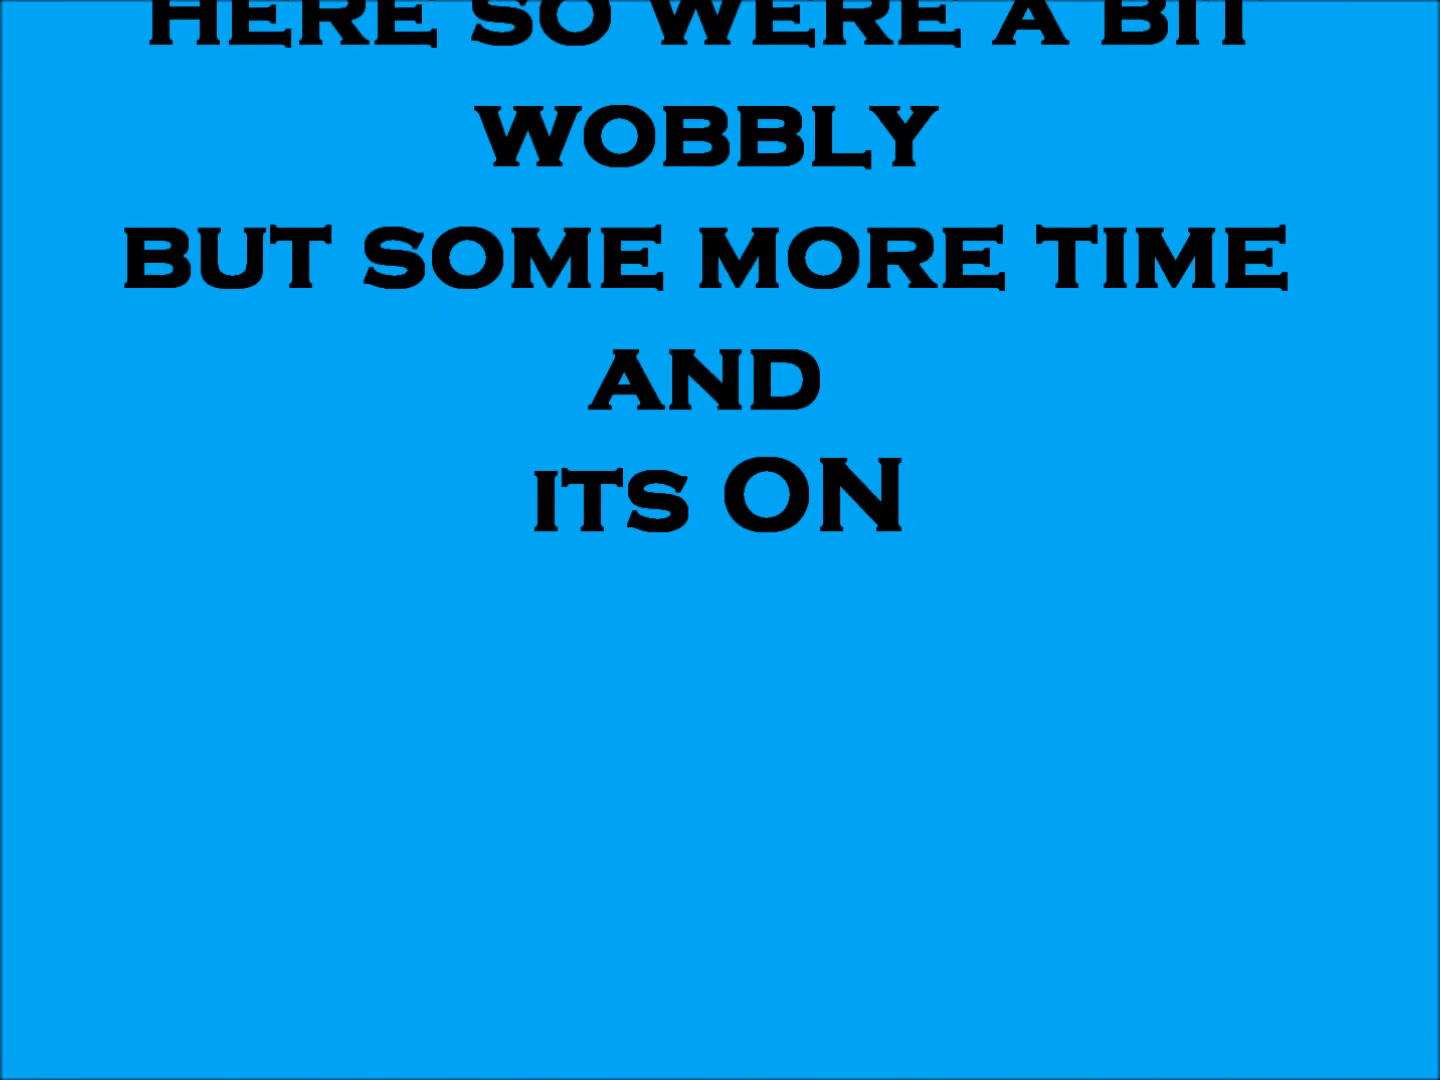 HERE SO WERE A BIT
WOBBLY
BUT SOME MORE TIME
AND
ITS ON